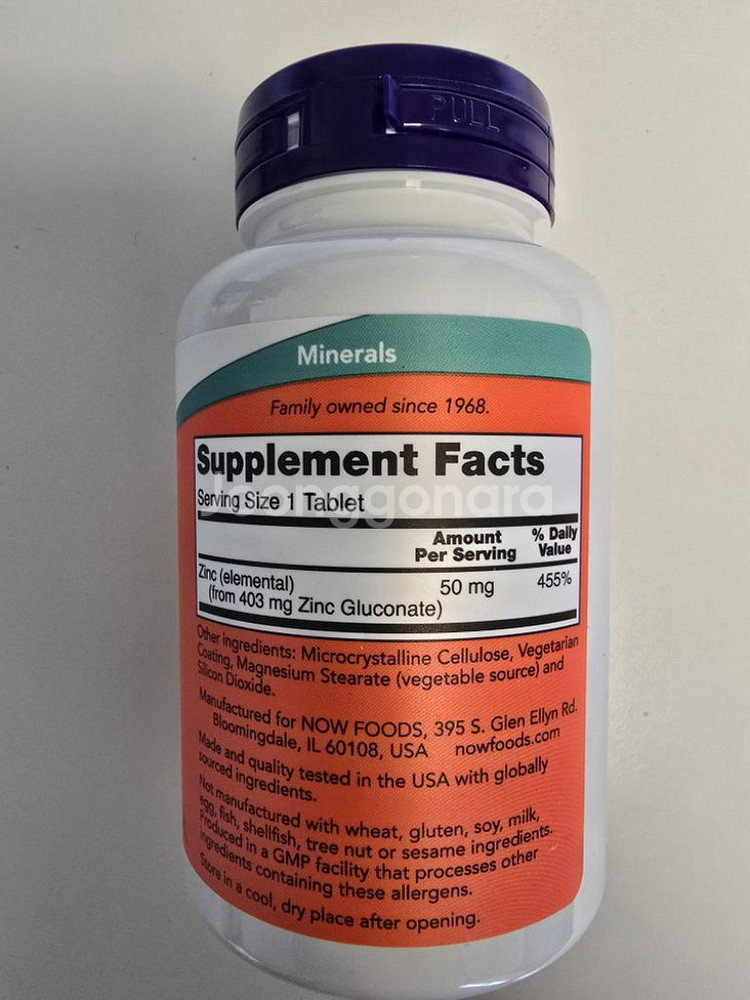 PULL
Minerals
Family owned since 1968.
Supplement Facts
Serving Size 1 Tablet
Joonggonara
Amount
Per Serving
% Daily
Value
Zinc (elemental)
(from 403 mg Zinc Gluconate)
50 mg
455%
Other ingredients: Microcrystalline Cellulose, Vegetarian
Coating, Magnesium Stearate (vegetable source) and
Silicon Dioxide.
Manufactured for NOW FOODS, 395 S. Glen Ellyn Rd.
Bloomingdale, IL 60108, USA nowfoods.com
Made and quality tested in the USA with globally
sourced ingredients.
Not manufactured with wheat, gluten, soy, milk,
egg, fish, shellfish, tree nut or sesame ingredients.
Produced in a GMP facility that processes other
ingredients containing these allergens.
Store in a cool, dry place after opening.